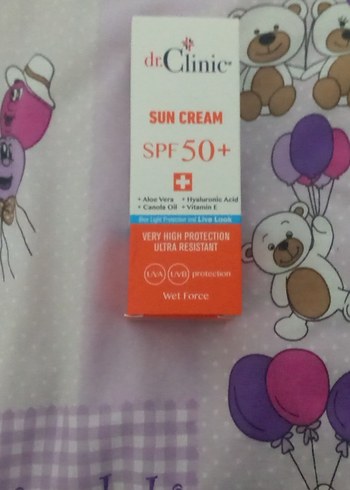 dr.Clinic
SUN CREAM
SPF 50+
• Aloe Vera • Hyaluronic Acid
• Canola Oil • Vitamin E
Blue Light Protection and Live Look
VERY HIGH PROTECTION
ULTRA RESISTANT
UVA UVB protection
Wet Force